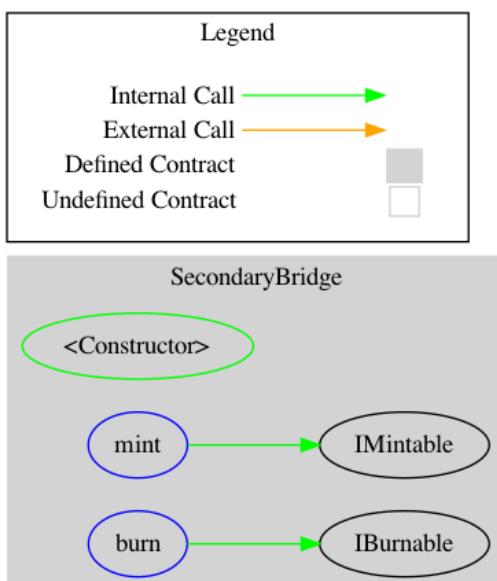 Legend
Internal Call
External Call
Defined Contract
Undefined Contract
SecondaryBridge
<Constructor>
mint
IMintable
burn
IBurnable